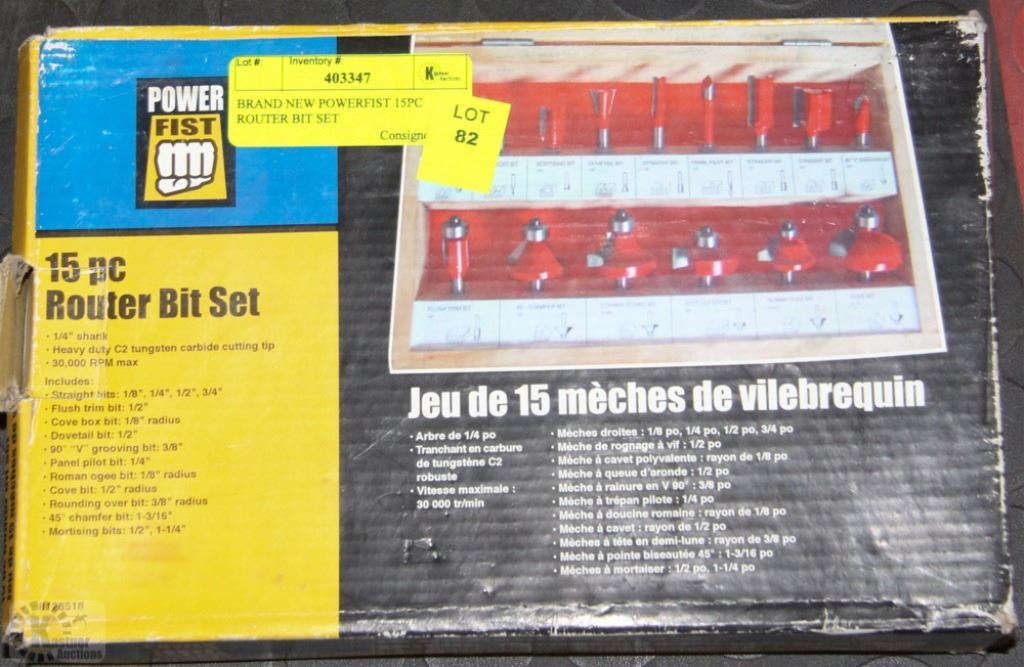 Lot #: Inventory #
403347
BRAND NEW POWERFIST 15PC
ROUTER BIT SET
Consign
LOT
82
POWER
FIST
15 pc
Router Bit Set
· 1/4" shank
· Heavy duty C2 tungsten carbide cutting tip
· 30,000 RPM max
Includes:
· Straight bits: 1/8", 1/4", 1/2", 3/4"
· Flush trim bit: 1/2"
· Cove box bit: 1/8" radius
· Dovetail bit: 1/2"
· 90° "V" grooving bit: 3/8"
· Panel pilot bit: 1/4"
· Roman ogee bit: 1/8" radius
· Cove bit: 1/2" radius
· Rounding over bit: 3/8" radius
· 45° chamfer bit: 1-3/16"
· Mortising bits: 1/2", 1-1/4"
Jeu de 15 mèches de vilebrequin
· Arbre de 1/4 po
· Tranchant en carbure
de tungstène C2
robuste
· Vitesse maximale :
30 000 tr/min
· Mèches droites : 1/8 po, 1/4 po, 1/2 po, 3/4 po
· Mèche de rognage à vif : 1/2 po
· Mèche à cavet polyvalente : rayon de 1/8 po
· Mèche à queue d'aronde : 1/2 po
· Mèche à rainure en V 90° : 3/8 po
· Mèche à trépan pilote : 1/4 po
· Mèche à doucine romaine : rayon de 1/8 po
· Mèche à cavet : rayon de 1/2 po
· Mèches à tête en demi-lune : rayon de 3/8 po
· Mèche à pointe biseautée 45° : 1-3/16 po
· Mèches à mortaiser : 1/2 po, 1-1/4 po
Kastner
Auctions